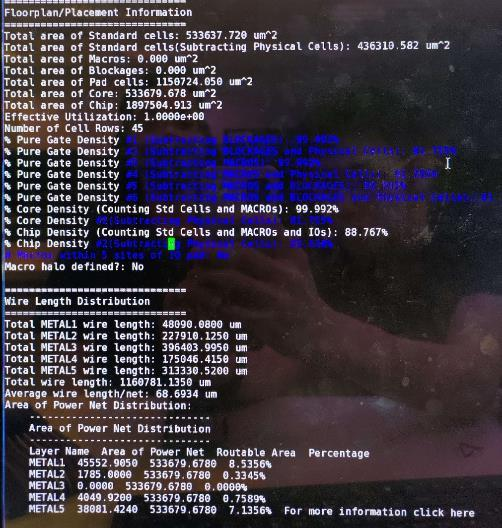 ==============================
Floorplan/Placement Information
==============================
Total area of Standard cells: 533637.720 um^2
Total area of Standard cells(Subtracting Physical Cells): 436310.582 um^2
Total area of Macros: 0.000 um^2
Total area of Blockages: 0.000 um^2
Total area of Pad cells: 1150724.050 um^2
Total area of Core: 533679.678 um^2
Total area of Chip: 1897504.913 um^2
Effective Utilization: 1.0000e+00
Number of Cell Rows: 45
% Pure Gate Density #1 (Subtracting BLOCKAGES): 99.992%
% Pure Gate Density #2 (Subtracting BLOCKAGES and Physical Cells):
% Pure Gate Density #3 (Subtracting MACROS): 99.992%
% Pure Gate Density #4 (Subtracting MACROS and Physical Cells):
% Pure Gate Density #5 (Subtracting MACROS and BLOCKAGES):
% Pure Gate Density #6 (Subtracting MACROS and BLOCKAGES and Physical Cells):
% Core Density (Counting Std Cells and MACROs): 99.992%
% Core Density #2(Subtracting Physical Cells):
% Chip Density (Counting Std Cells and MACROs and IOs): 88.767%
% Chip Density #2(Subtracting Physical Cells):
# Macros within 5 sites of IO pad: No
Macro halo defined?: No
==============================
Wire Length Distribution
==============================
Total METAL1 wire length: 48090.0800 um
Total METAL2 wire length: 227910.1250 um
Total METAL3 wire length: 396403.9950 um
Total METAL4 wire length: 175046.4150 um
Total METAL5 wire length: 313330.5200 um
Total wire length: 1160781.1350 um
Average wire length/net: 68.6934 um
Area of Power Net Distribution:
------------------------------
Area of Power Net Distribution
------------------------------
Layer Name Area of Power Net Routable Area Percentage
METAL1 45552.9050 533679.6780 8.5356%
METAL2 1785.0000 533679.6780 0.3345%
METAL3 0.0000 533679.6780 0.0000%
METAL4 4049.9200 533679.6780 0.7589%
METAL5 38081.4240 533679.6780 7.1356% For more information click here